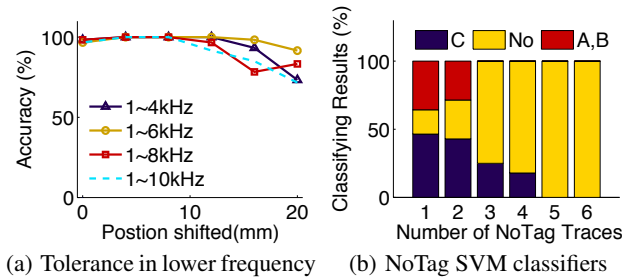 100
50
0
Accuracy (%)
1~4kHz
1~6kHz
1~8kHz
1~10kHz
0 10 20
Postion shifted(mm)
(a) Tolerance in lower frequency
C No A,B
100
50
0
Classifying Results (%)
1 2 3 4 5 6
Number of NoTag Traces
(b) NoTag SVM classifiers